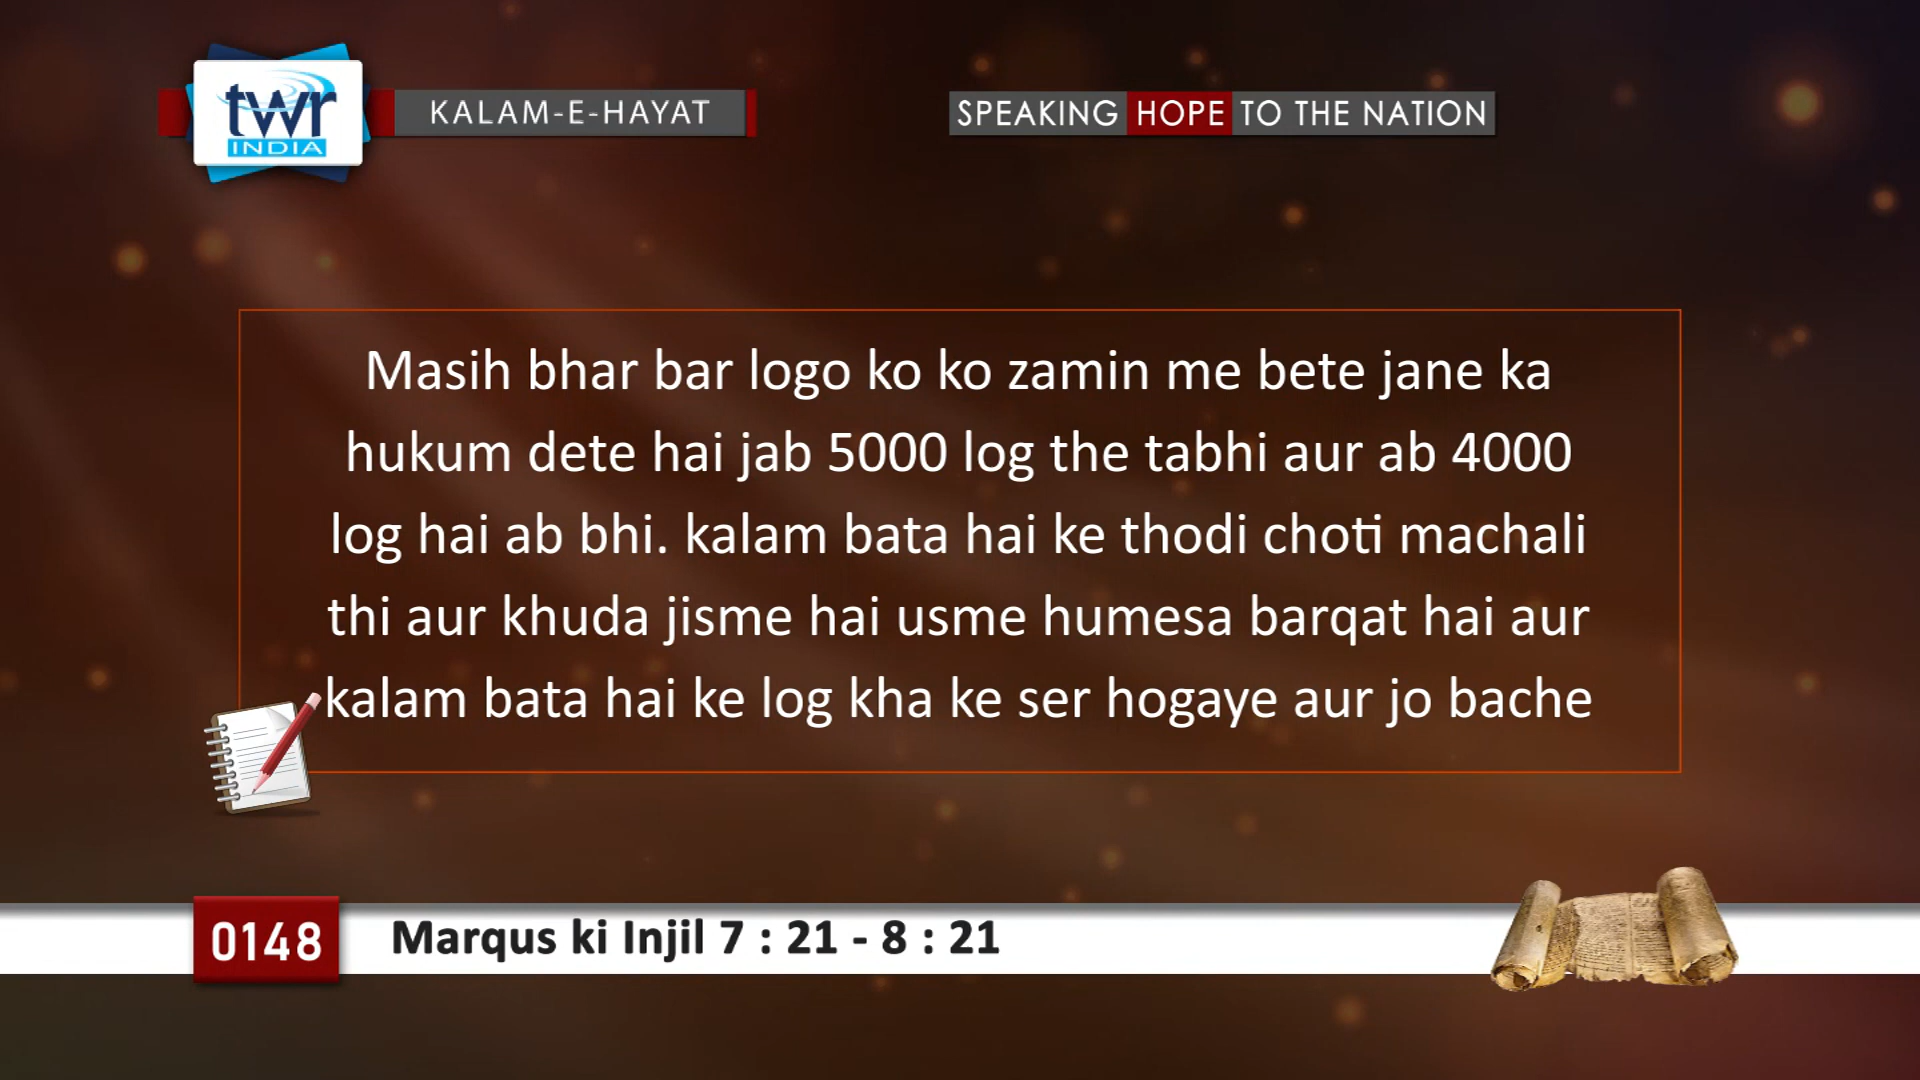 twr
INDIA
KALAM-E-HAYAT
SPEAKING HOPE TO THE NATION
Masih bhar bar logo ko ko zamin me bete jane ka
hukum dete hai jab 5000 log the tabhi aur ab 4000
log hai ab bhi. kalam bata hai ke thodi choti machali
thi aur khuda jisme hai usme humesa barqat hai aur
kalam bata hai ke log kha ke ser hogaye aur jo bache
0148
Marqus ki Injil 7 : 21 - 8 : 21